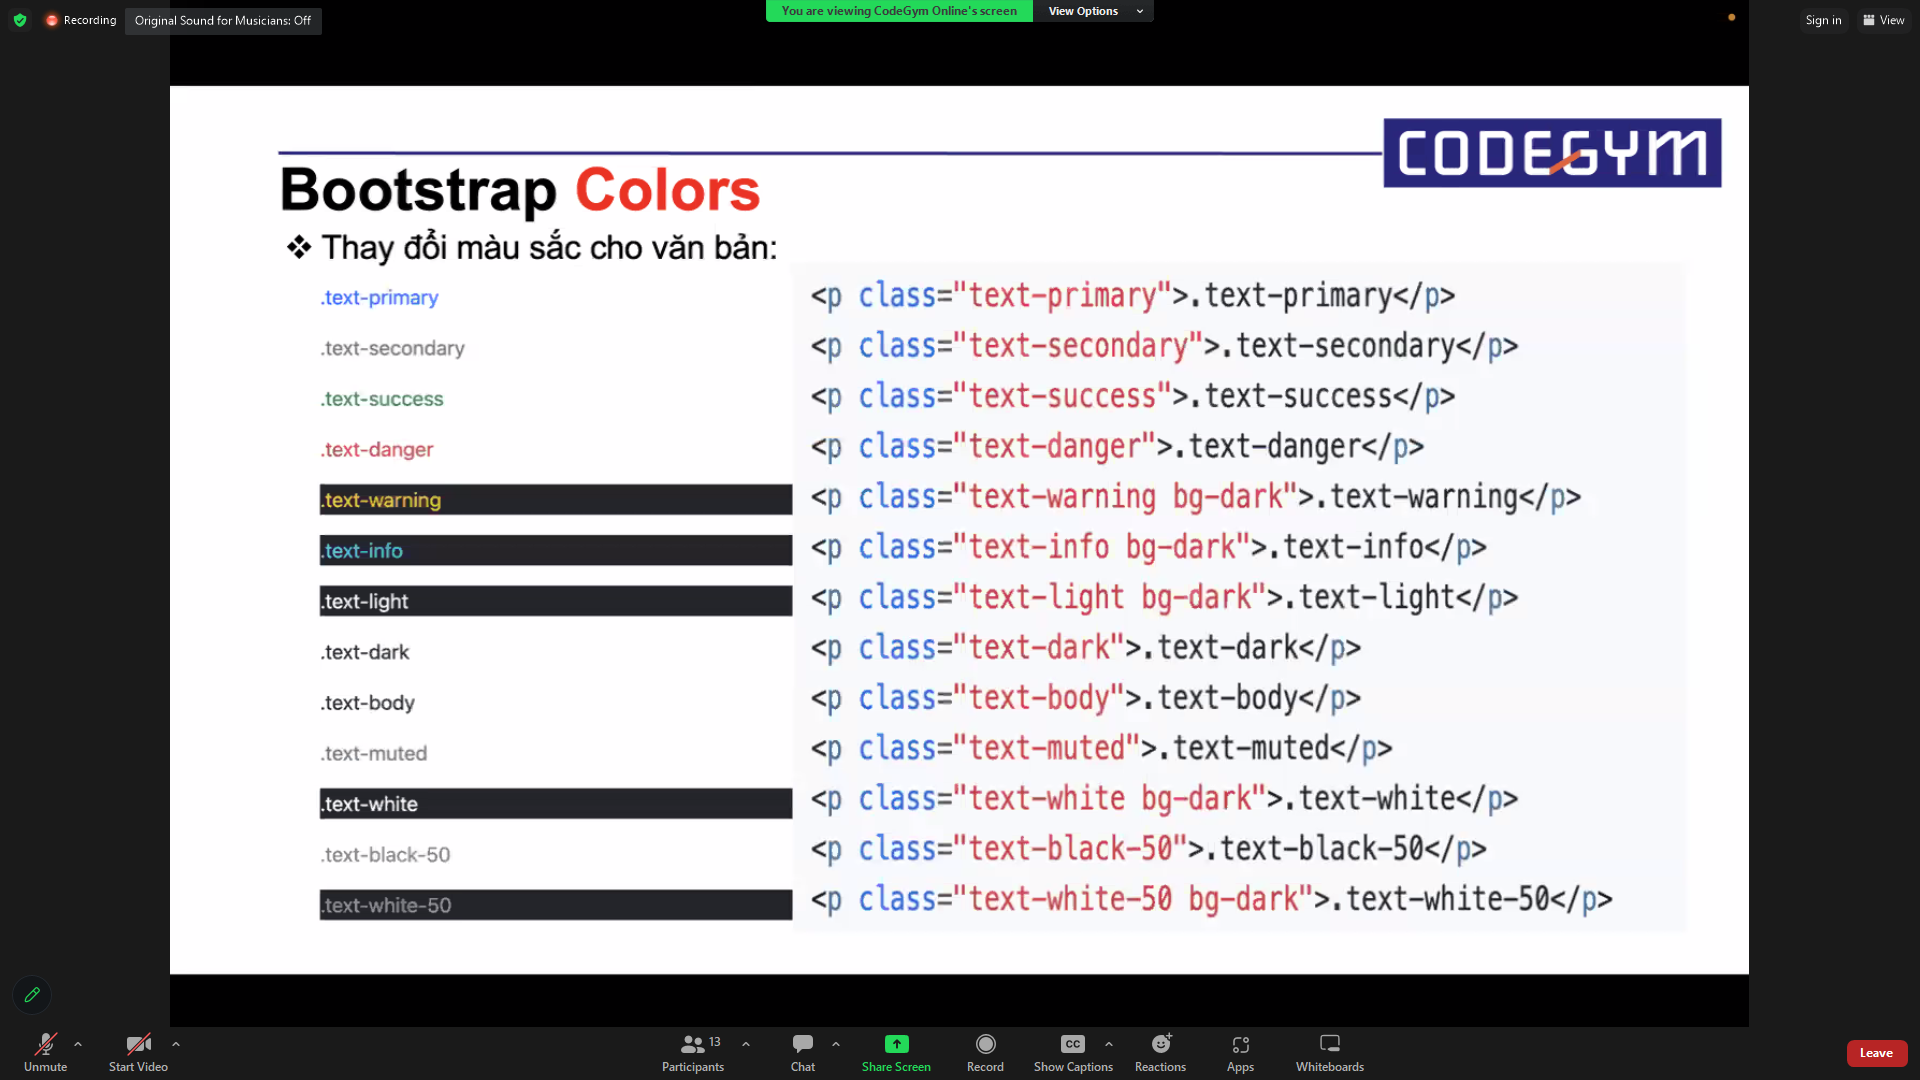 Recording
Original Sound for Musicians: Off
You are viewing CodeGym Online's screen
View Options
Sign in
View
CODEGYM
Bootstrap Colors
❖ Thay đổi màu sắc cho văn bản:
.text-primary
<p class="text-primary">.text-primary</p>
.text-secondary
<p class="text-secondary">.text-secondary</p>
.text-success
<p class="text-success">.text-success</p>
.text-danger
<p class="text-danger">.text-danger</p>
.text-warning
<p class="text-warning bg-dark">.text-warning</p>
.text-info
<p class="text-info bg-dark">.text-info</p>
.text-light
<p class="text-light bg-dark">.text-light</p>
.text-dark
<p class="text-dark">.text-dark</p>
.text-body
<p class="text-body">.text-body</p>
.text-muted
<p class="text-muted">.text-muted</p>
.text-white
<p class="text-white bg-dark">.text-white</p>
.text-black-50
<p class="text-black-50">.text-black-50</p>
.text-white-50
<p class="text-white-50 bg-dark">.text-white-50</p>
Unmute
Start Video
13
Participants
Chat
Share Screen
Record
CC
Show Captions
Reactions
Apps
Whiteboards
Leave